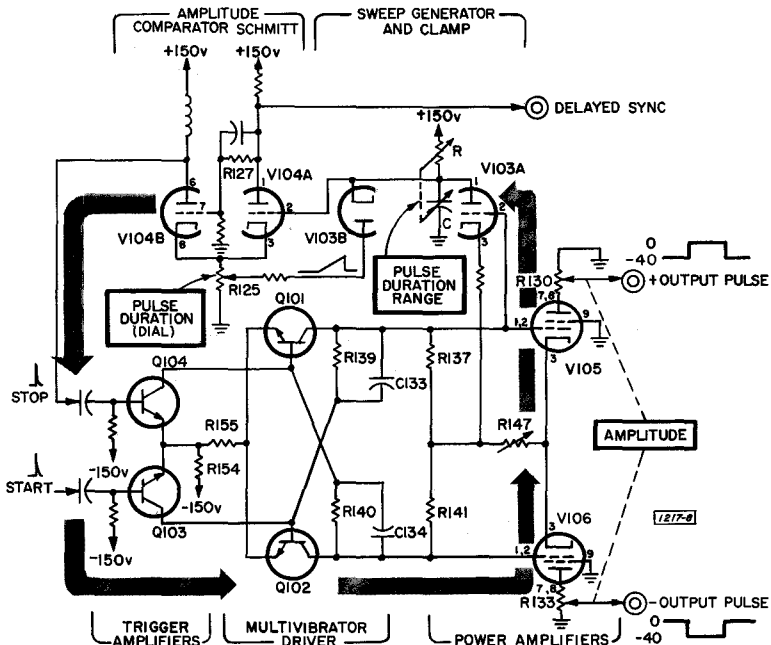 AMPLITUDE
COMPARATOR SCHMITT
SWEEP GENERATOR
AND CLAMP
+150v
+150v
DELAYED SYNC
+150v
R
R127
V104A
V103A
6
7
1
2
1
2
C
V104B
8
3
V103B
3
PULSE
DURATION
RANGE
0
-40
R130
+OUTPUT PULSE
PULSE
DURATION
(DIAL)
R125
Q101
7,8
1,2
9
3
V105
Q104
R139
C133
R137
STOP
R155
R147
AMPLITUDE
-150v
R154
START
-150v
R140
C134
R141
V106
1217-8
3
Q103
-150v
Q102
1,2
9
7,8
R133
-OUTPUT PULSE
0
-40
TRIGGER
AMPLIFIERS
MULTIVIBRATOR
DRIVER
POWER AMPLIFIERS